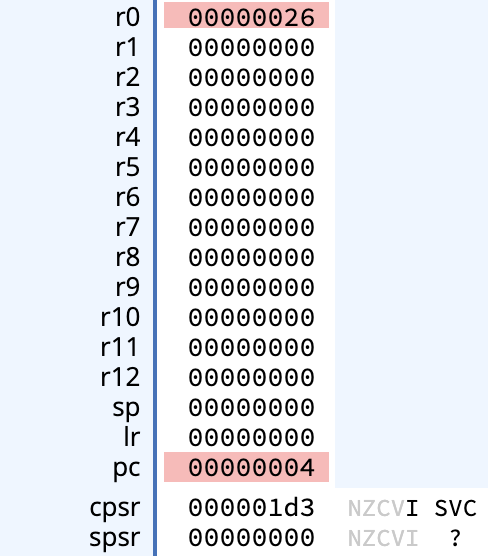 r0 00000026
r1 00000000
r2 00000000
r3 00000000
r4 00000000
r5 00000000
r6 00000000
r7 00000000
r8 00000000
r9 00000000
r10 00000000
r11 00000000
r12 00000000
sp 00000000
lr 00000000
pc 00000004
cpsr 000001d3 NZCVI SVC
spsr 00000000 NZCVI ?